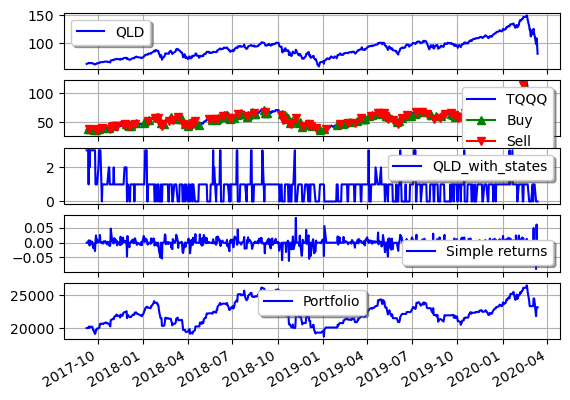 150
100
QLD
100
50
TQQQ
Buy
Sell
2
0
QLD_with_states
0.05
0.00
−0.05
Simple returns
25000
20000
Portfolio
2017-10 2018-01 2018-04 2018-07 2018-10 2019-01 2019-04 2019-07 2019-10 2020-01 2020-04